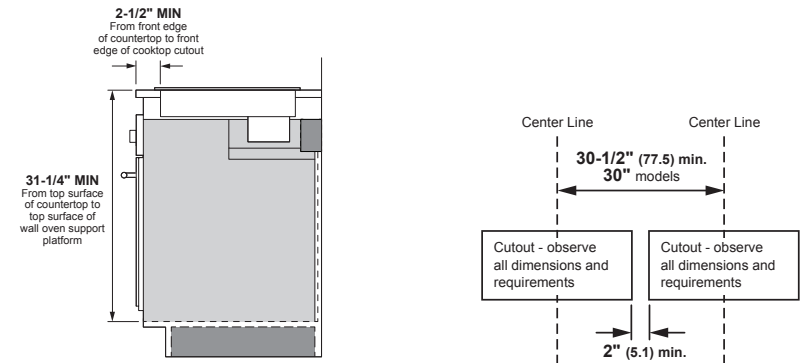 2-1/2" MIN
From front edge
of countertop to front
edge of cooktop cutout
31-1/4" MIN
From top surface
of countertop to
top surface of
wall oven support
platform
Center Line
Center Line
30-1/2" (77.5) min.
30" models
Cutout - observe
all dimensions and
requirements
Cutout - observe
all dimensions and
requirements
2" (5.1) min.